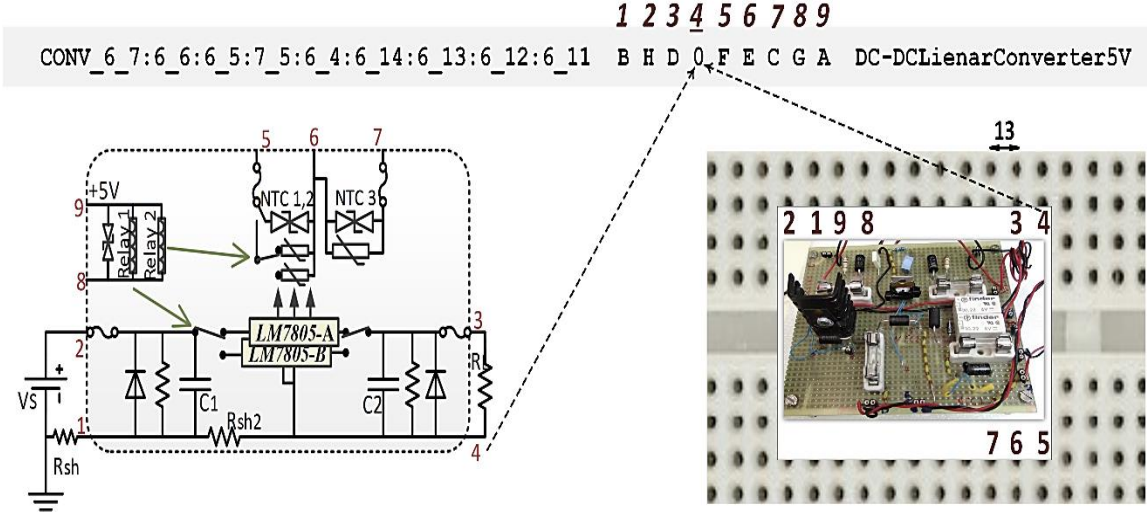 1 2 3 4 5 6 7 8 9
CONV_6_7:6_6:6_5:7_5:6_4:6_14:6_13:6_12:6_11 B H D 0 F E C G A DC-DCLienarConverter5V
13
5 6 7
+5V
9
Relay 1
Relay 2
NTC 1,2
NTC 3
8
2 1 9 8 3 4
finder
finder
LM7805-A
LM7805-B
3
2
+
Vs
-
C1
C2
RL
Rsh2
1
4
Rsh
7 6 5